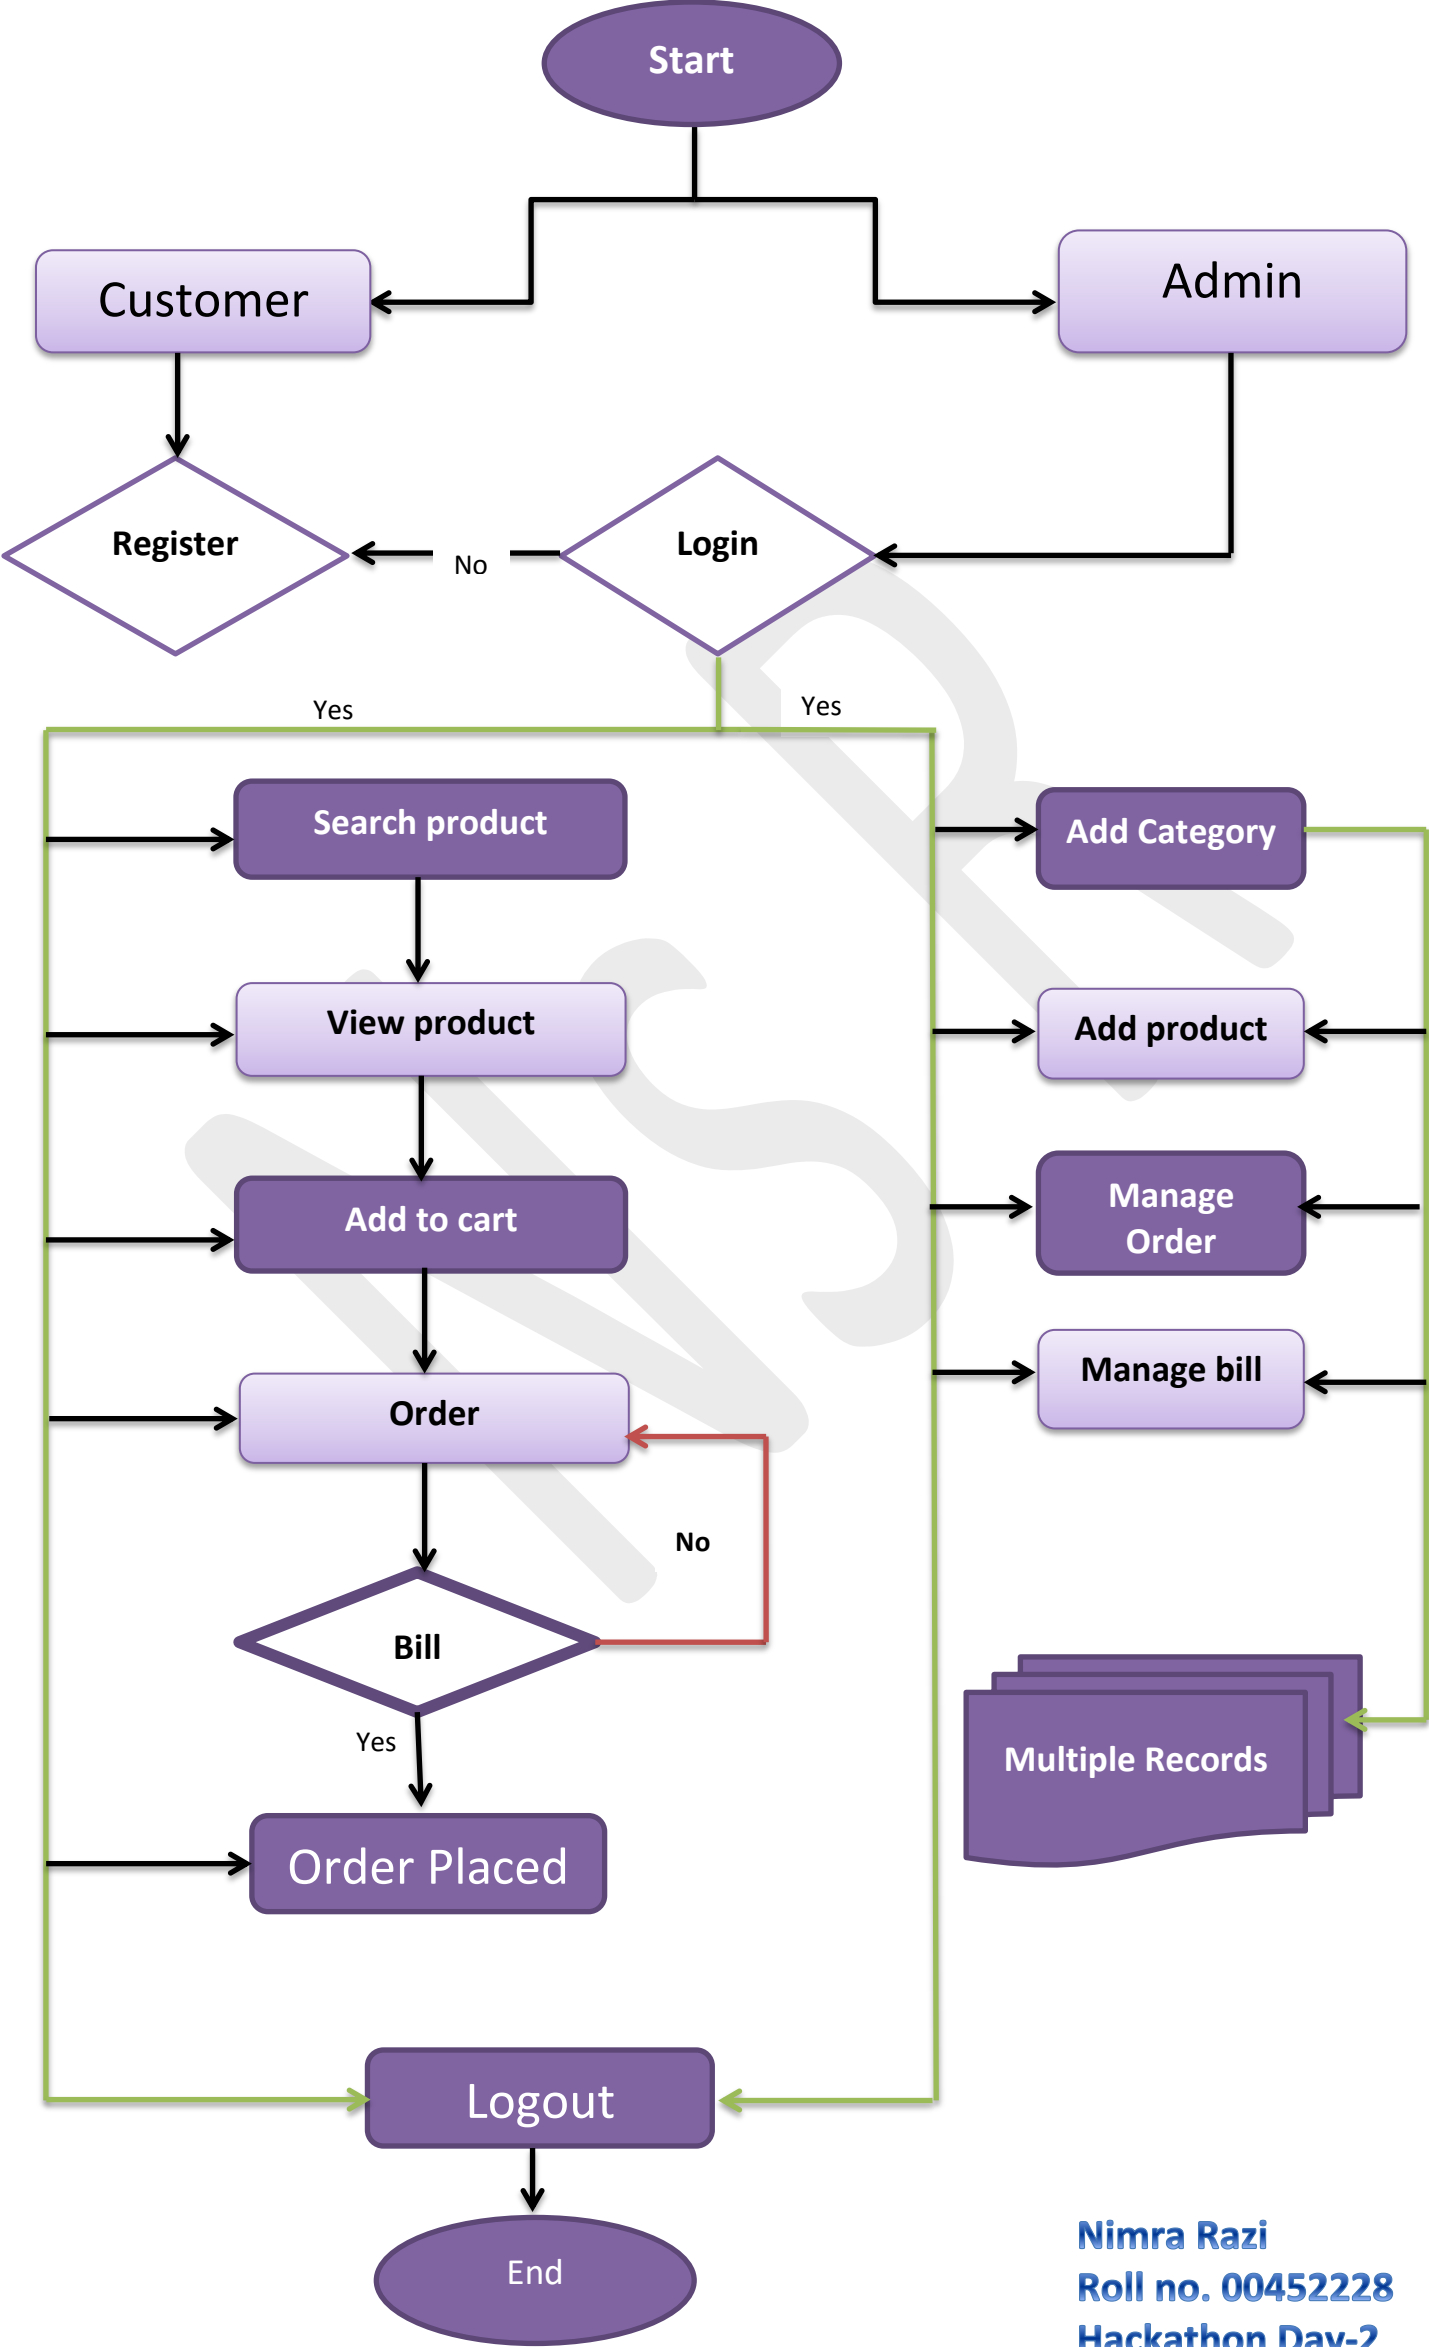 Start
Customer
Admin
Register
No
Login
Yes
Yes
Search product
Add Category
View product
Add product
Add to cart
Manage
Order
Order
Manage bill
No
Bill
Yes
Multiple Records
Order Placed
Logout
End
Nimra Razi
Roll no. 00452228
Hackathon Day-2